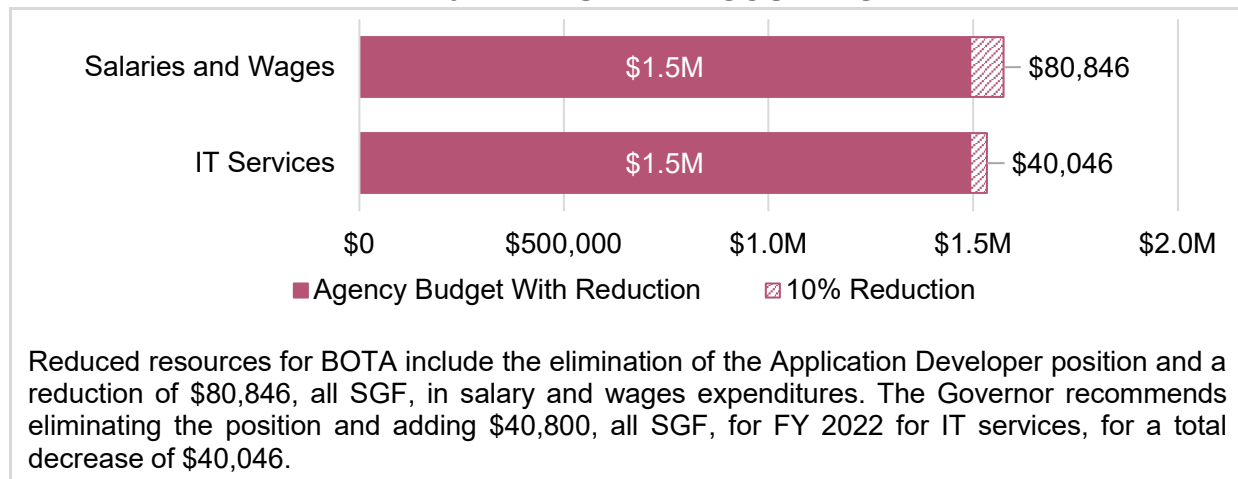 Salaries and Wages
$1.5M
$80,846
IT Services
$1.5M
$40,046
$0 $500,000 $1.0M $1.5M $2.0M
Agency Budget With Reduction 10% Reduction
Reduced resources for BOTA include the elimination of the Application Developer position and a
reduction of $80,846, all SGF, in salary and wages expenditures. The Governor recommends
eliminating the position and adding $40,800, all SGF, for FY 2022 for IT services, for a total
decrease of $40,046.